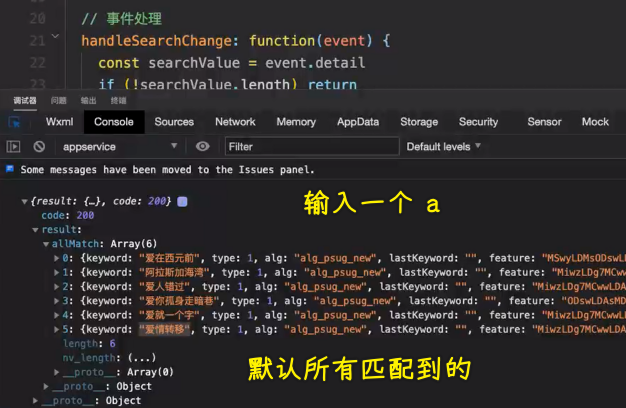 20 // 事件处理
21 handleSearchChange: function(event) {
22 const searchValue = event.detail
23 if (!searchValue.length) return
调试器 问题 输出 终端
Wxml Console Sources Network Memory AppData Storage Security Sensor Mock
appservice Filter Default levels
Some messages have been moved to the Issues panel.
{result: {…}, code: 200}
code: 200
result:
allMatch: Array(6)
0: {keyword: "爱在西元前", type: 1, alg: "alg_psug_new", lastKeyword: "", feature: "MSwyLDMsODswLD
1: {keyword: "阿拉斯加海湾", type: 1, alg: "alg_psug_new", lastKeyword: "", feature: "MiwzLDg7MCwwL
2: {keyword: "爱人错过", type: 1, alg: "alg_psug_new", lastKeyword: "", feature: "MiwzLDg7MCwwLDA
3: {keyword: "爱你孤身走暗巷", type: 1, alg: "alg_psug_new", lastKeyword: "", feature: "ODswLDAsMD
4: {keyword: "爱就一个字", type: 1, alg: "alg_psug_new", lastKeyword: "", feature: "MiwzLDg7MCwwLD
5: {keyword: "爱情转移", type: 1, alg: "alg_psug_new", lastKeyword: "", feature: "MiwzLDg7MCwwLDA
length: 6
nv_length: (...)
__proto__: Array(0)
__proto__: Object
__proto__: Object
输入一个 a
默认所有匹配到的